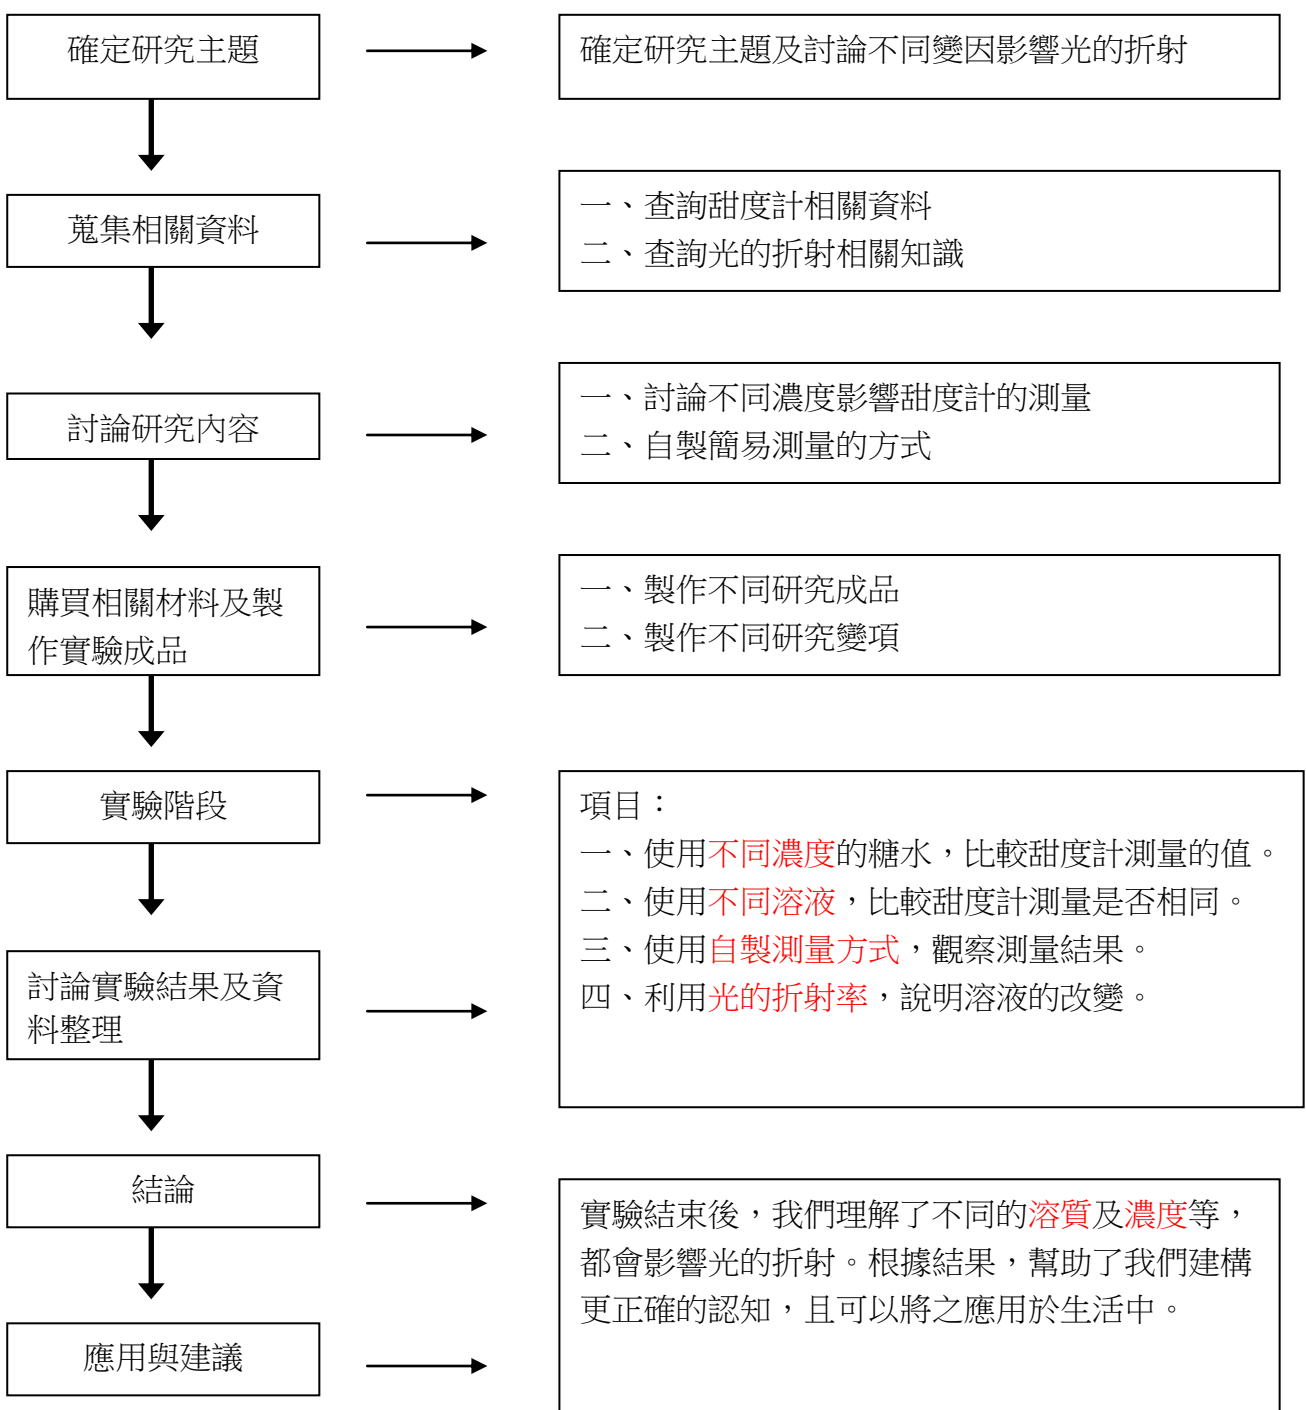 確定研究主題
確定研究主題及討論不同變因影響光的折射
蒐集相關資料
一、查詢甜度計相關資料
二、查詢光的折射相關知識
討論研究內容
一、討論不同濃度影響甜度計的測量
二、自製簡易測量的方式
購買相關材料及製
作實驗成品
一、製作不同研究成品
二、製作不同研究變項
實驗階段
項目：
一、使用不同濃度的糖水，比較甜度計測量的值。
二、使用不同溶液，比較甜度計測量是否相同。
三、使用自製測量方式，觀察測量結果。
四、利用光的折射率，說明溶液的改變。
討論實驗結果及資
料整理
結論
實驗結束後，我們理解了不同的溶質及濃度等，
都會影響光的折射。根據結果，幫助了我們建構
更正確的認知，且可以將之應用於生活中。
應用與建議